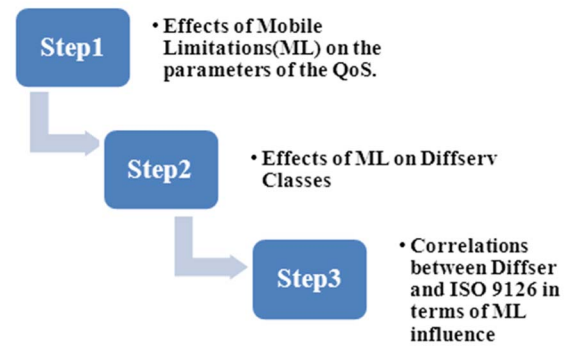 Step1
• Effects of Mobile
Limitations(ML) on the
parameters of the QoS.
Step2
• Effects of ML on Diffserv
Classes
Step3
• Correlations
between Diffser
and ISO 9126 in
terms of ML
influence